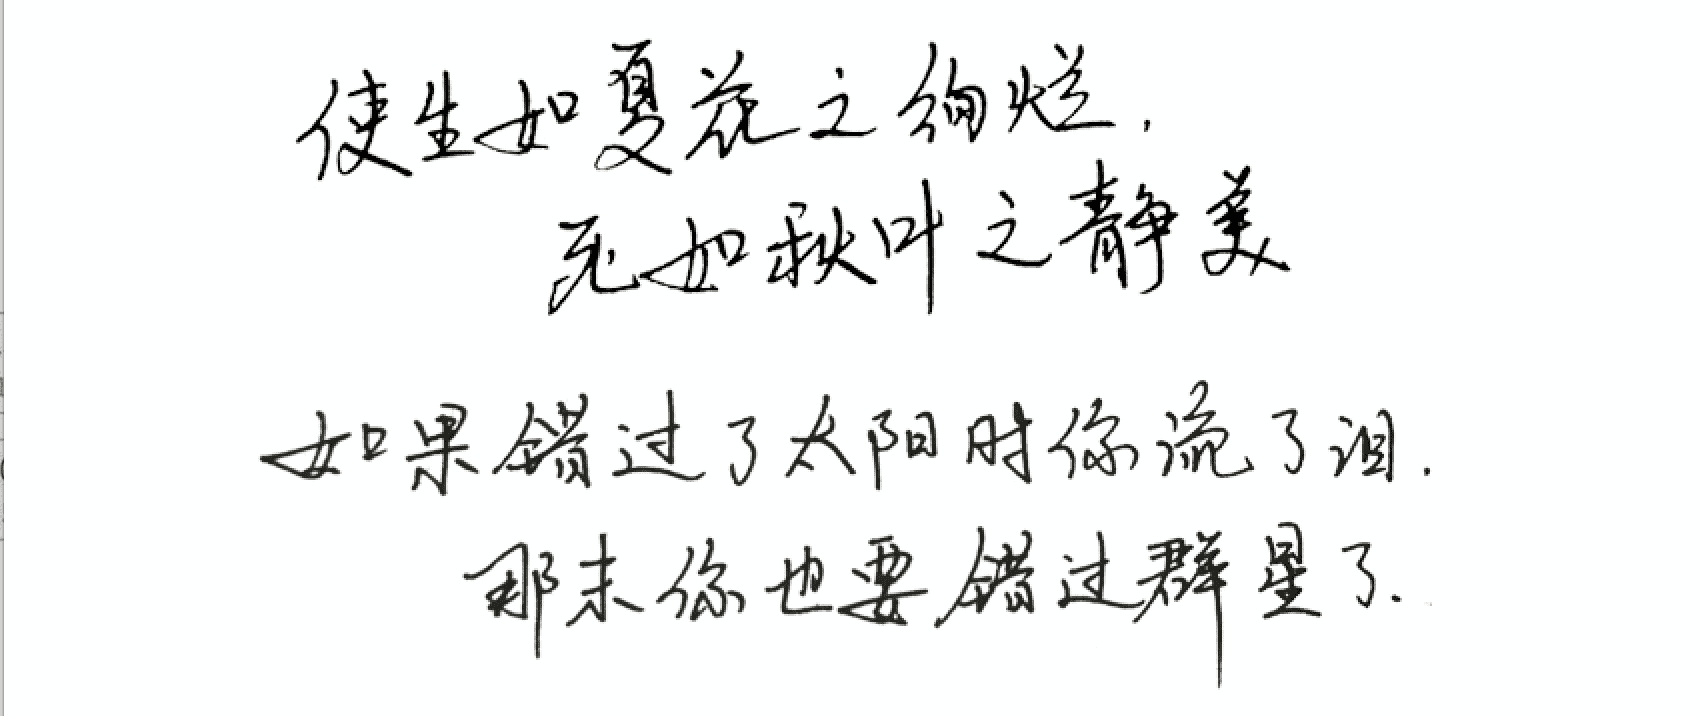 使生如夏花之绚烂,
死如秋叶之静美
如果错过了太阳时你流了泪.
那末你也要错过群星了.